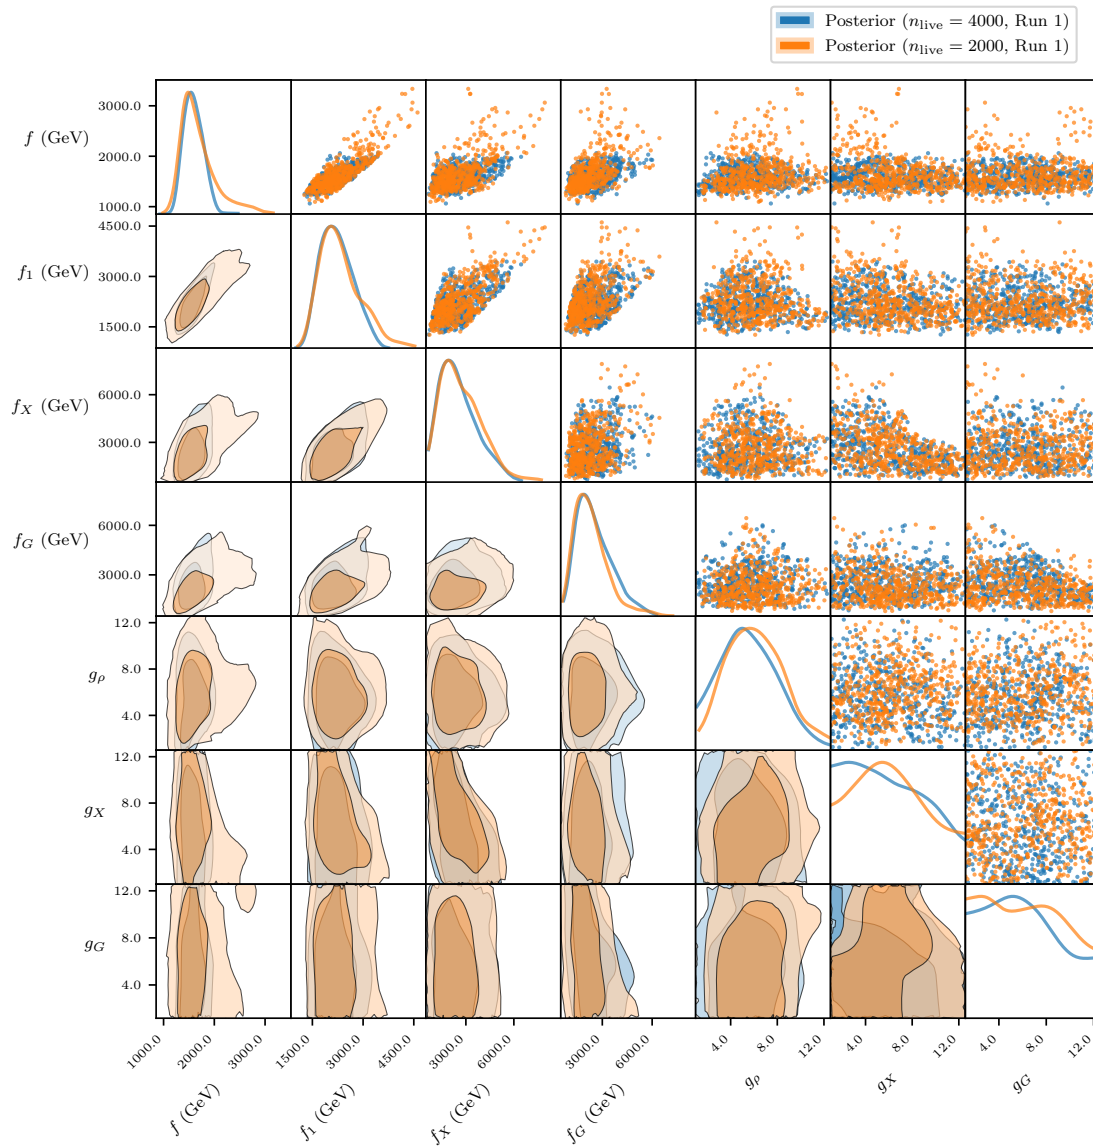 Posterior (n_live = 4000, Run 1)
Posterior (n_live = 2000, Run 1)
3000.0
f (GeV)
2000.0
1000.0
4500.0
f_1 (GeV)
3000.0
1500.0
6000.0
f_X (GeV)
3000.0
6000.0
f_G (GeV)
3000.0
12.0
g_ρ
8.0
4.0
12.0
g_X
8.0
4.0
12.0
g_G
8.0
4.0
1000.0 2000.0 3000.0 1500.0 3000.0 4500.0 3000.0 6000.0 3000.0 6000.0 4.0 8.0 12.0 4.0 8.0 12.0 4.0 8.0 12.0
f (GeV) f_1 (GeV) f_X (GeV) f_G (GeV) g_ρ g_X g_G